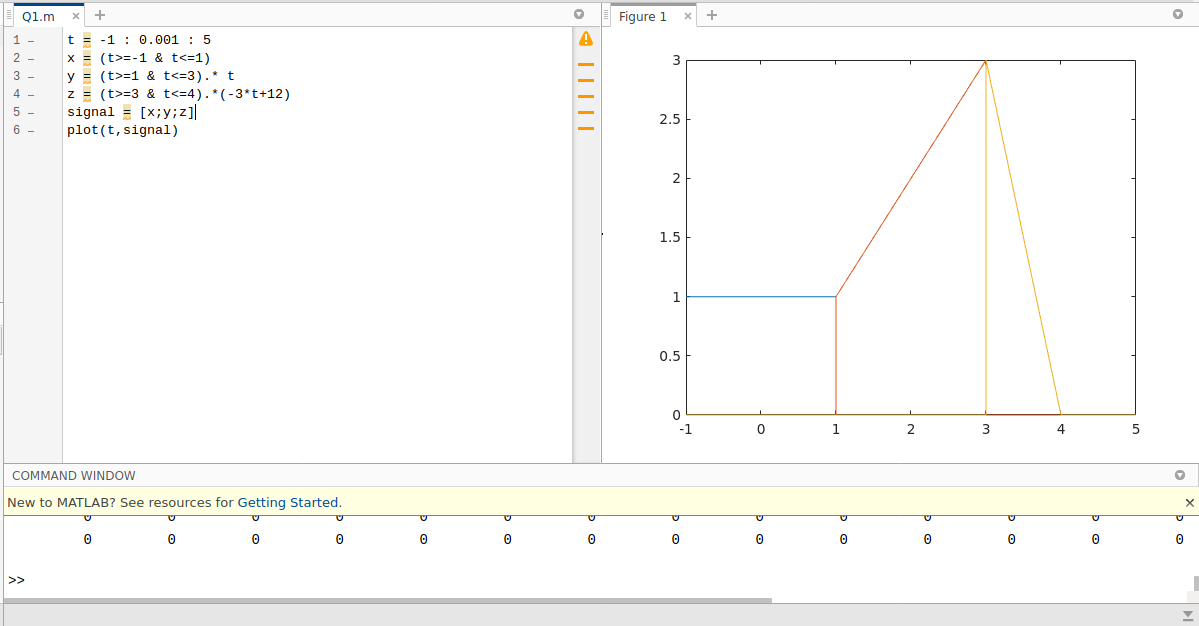 Q1.m × +
1 – t = -1 : 0.001 : 5
2 – x = (t>=-1 & t<=1)
3 – y = (t>=1 & t<=3).* t
4 – z = (t>=3 & t<=4).*(-3*t+12)
5 – signal = [x;y;z]
6 – plot(t,signal)
Figure 1 × +
3
2.5
2
1.5
1
0.5
0
-1 0 1 2 3 4 5
COMMAND WINDOW
New to MATLAB? See resources for Getting Started. ×
0 0 0 0 0 0 0 0 0 0 0 0 0 0
0 0 0 0 0 0 0 0 0 0 0 0 0 0
>>